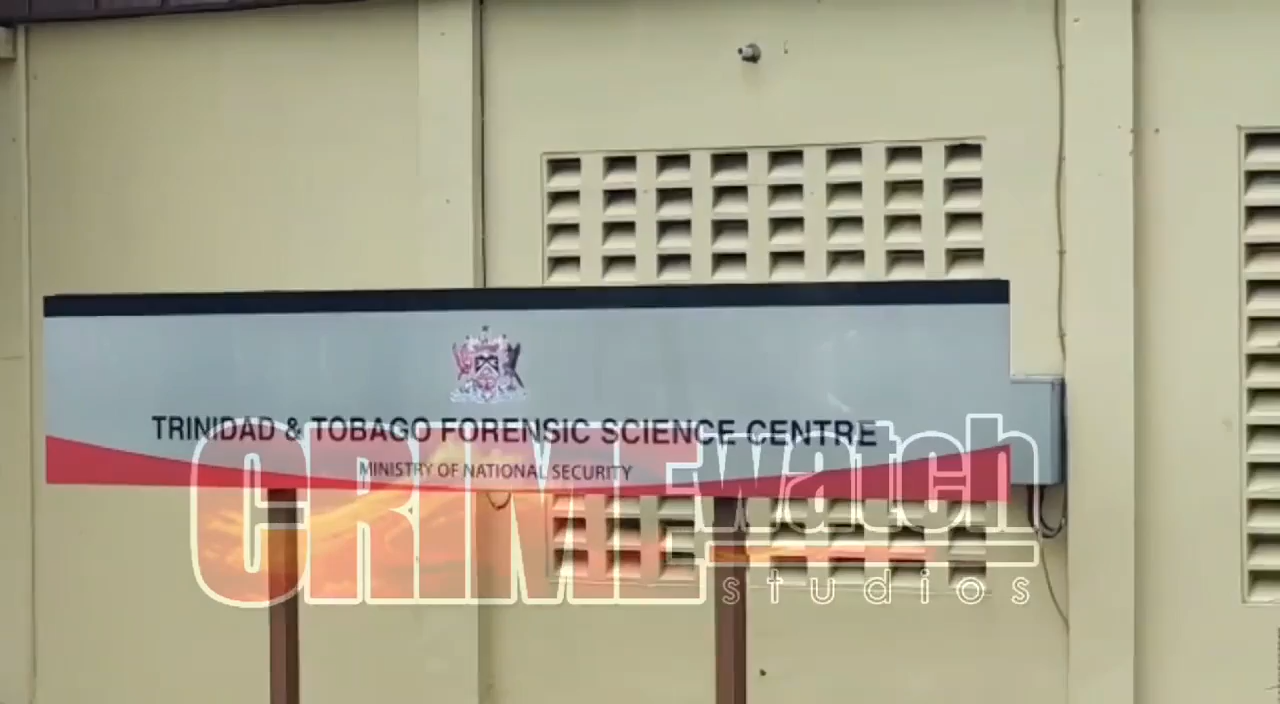 TRINIDAD & TOBAGO FORENSIC SCIENCE CENTRE
MINISTRY OF NATIONAL SECURITY
CRIMEwatch
studios